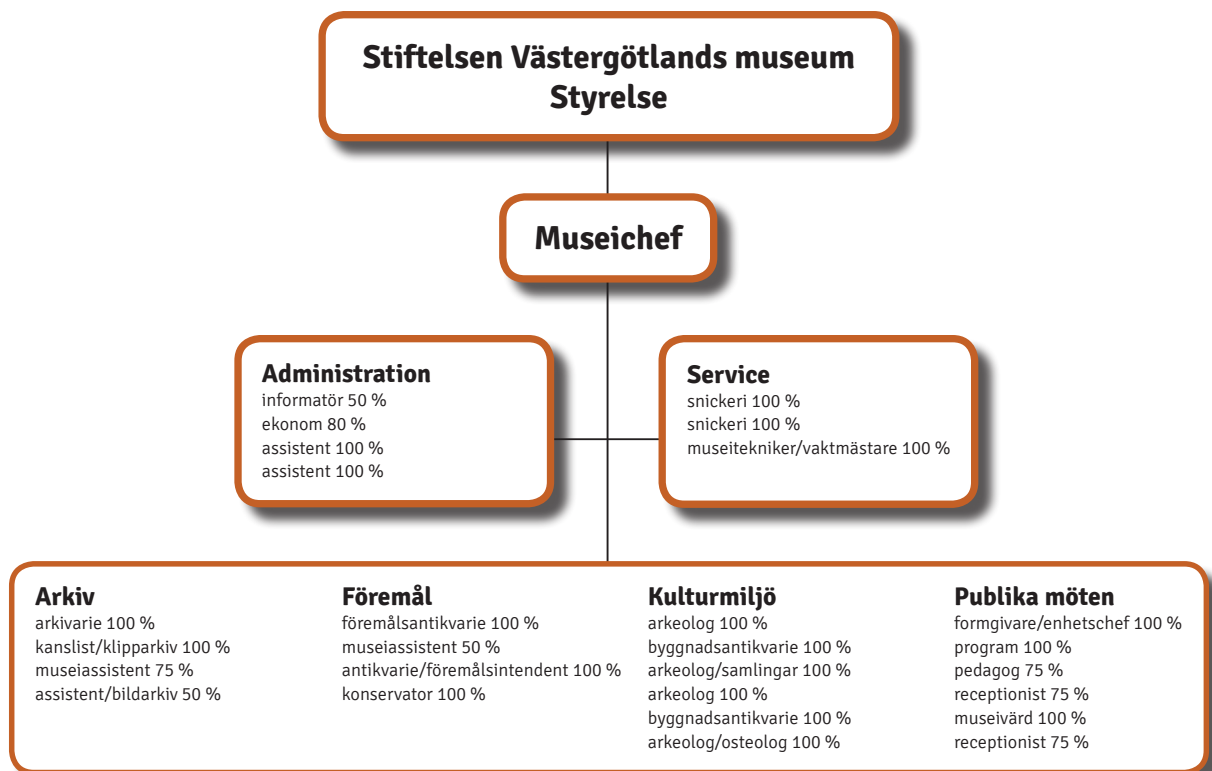 Stiftelsen Västergötlands museum
Styrelse
Museichef
Administration
informatör 50 %
ekonom 80 %
assistent 100 %
assistent 100 %
Service
snickeri 100 %
snickeri 100 %
museitekniker/vaktmästare 100 %
Arkiv
arkivarie 100 %
kanslist/klipparkiv 100 %
museiassistent 75 %
assistent/bildarkiv 50 %
Föremål
föremålsantikvarie 100 %
museiassistent 50 %
antikvarie/föremålsintendent 100 %
konservator 100 %
Kulturmiljö
arkeolog 100 %
byggnadsantikvarie 100 %
arkeolog/samlingar 100 %
arkeolog 100 %
byggnadsantikvarie 100 %
arkeolog/osteolog 100 %
Publika möten
formgivare/enhetschef 100 %
program 100 %
pedagog 75 %
receptionist 75 %
museivärd 100 %
receptionist 75 %